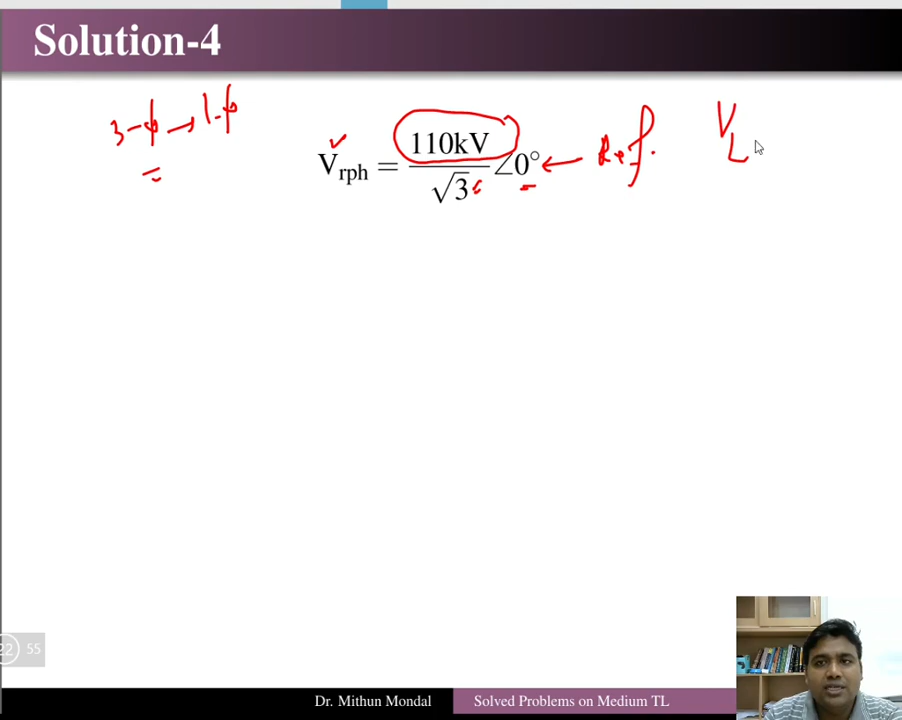 Solution-4
3-ϕ → 1-ϕ
V_rph = 110kV/√3 ∠0° ← Ref.
V_L
22 55
Dr. Mithun Mondal Solved Problems on Medium TL